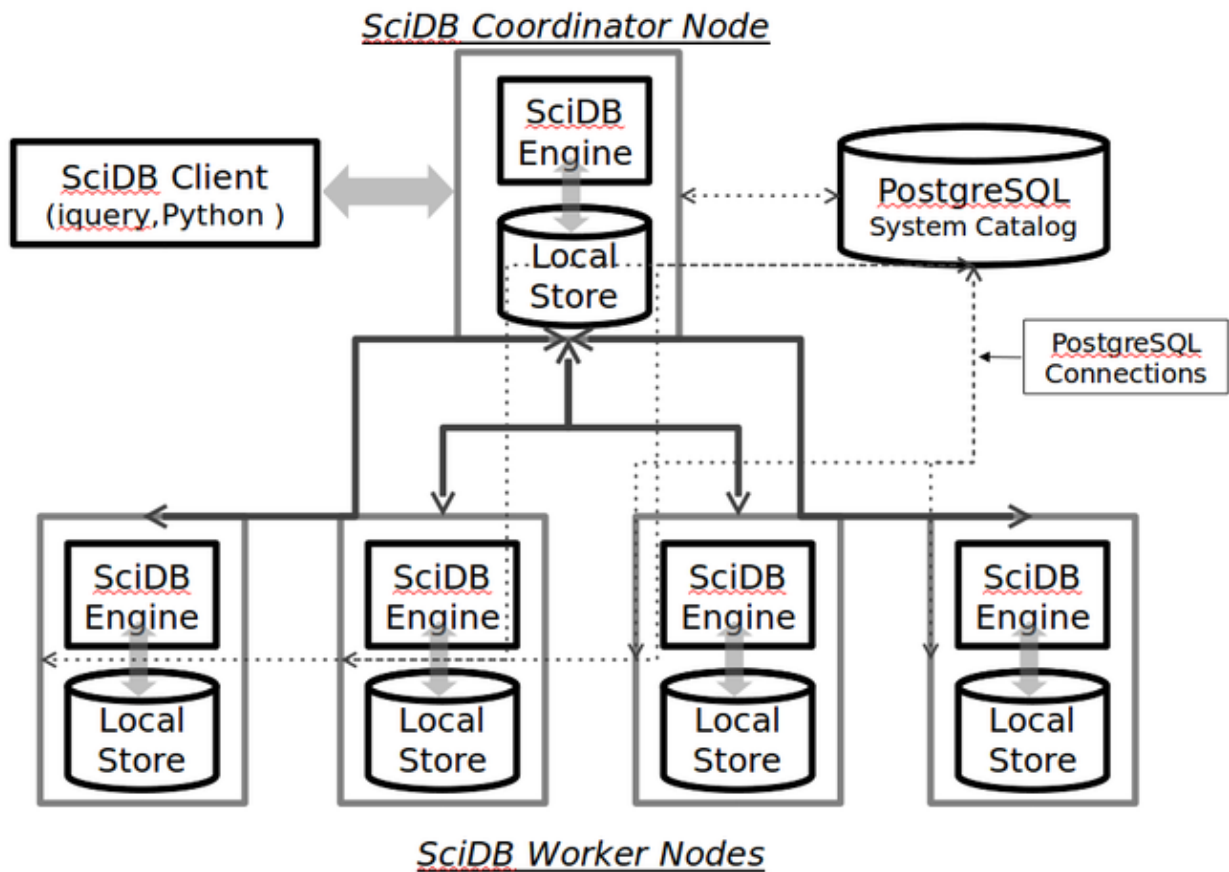 SciDB Coordinator Node
SciDB
Engine
SciDB Client
(iquery,Python )
PostgreSQL
System Catalog
Local
Store
PostgreSQL
Connections
SciDB
Engine
SciDB
Engine
SciDB
Engine
SciDB
Engine
Local
Store
Local
Store
Local
Store
Local
Store
SciDB Worker Nodes